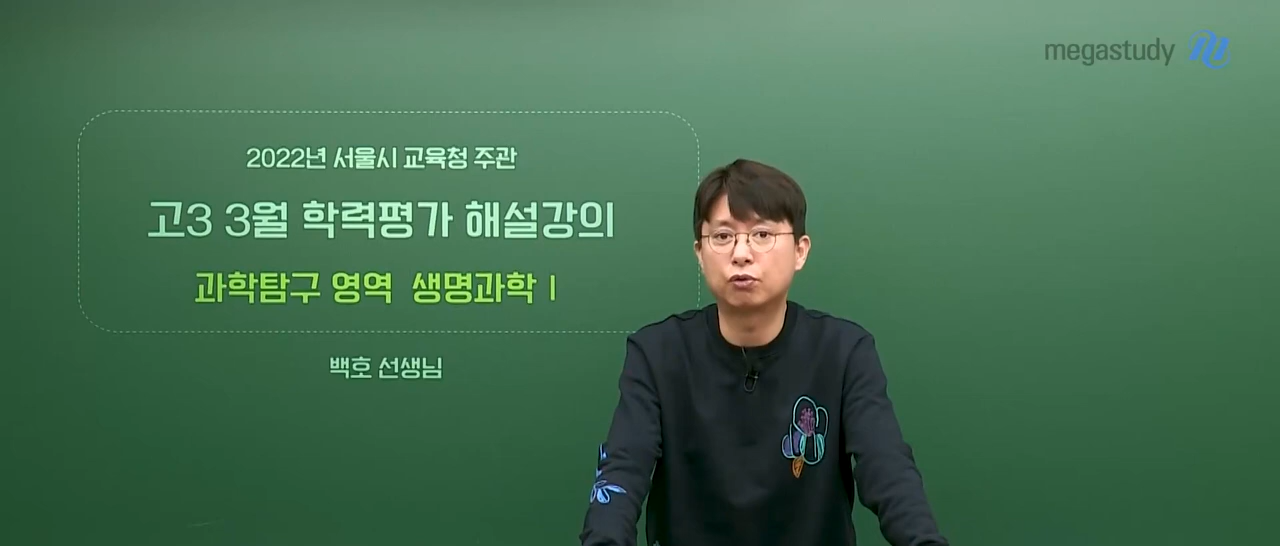 megastudy
2022년 서울시 교육청 주관
고3 3월 학력평가 해설강의
과학탐구 영역 생명과학 I
백호 선생님